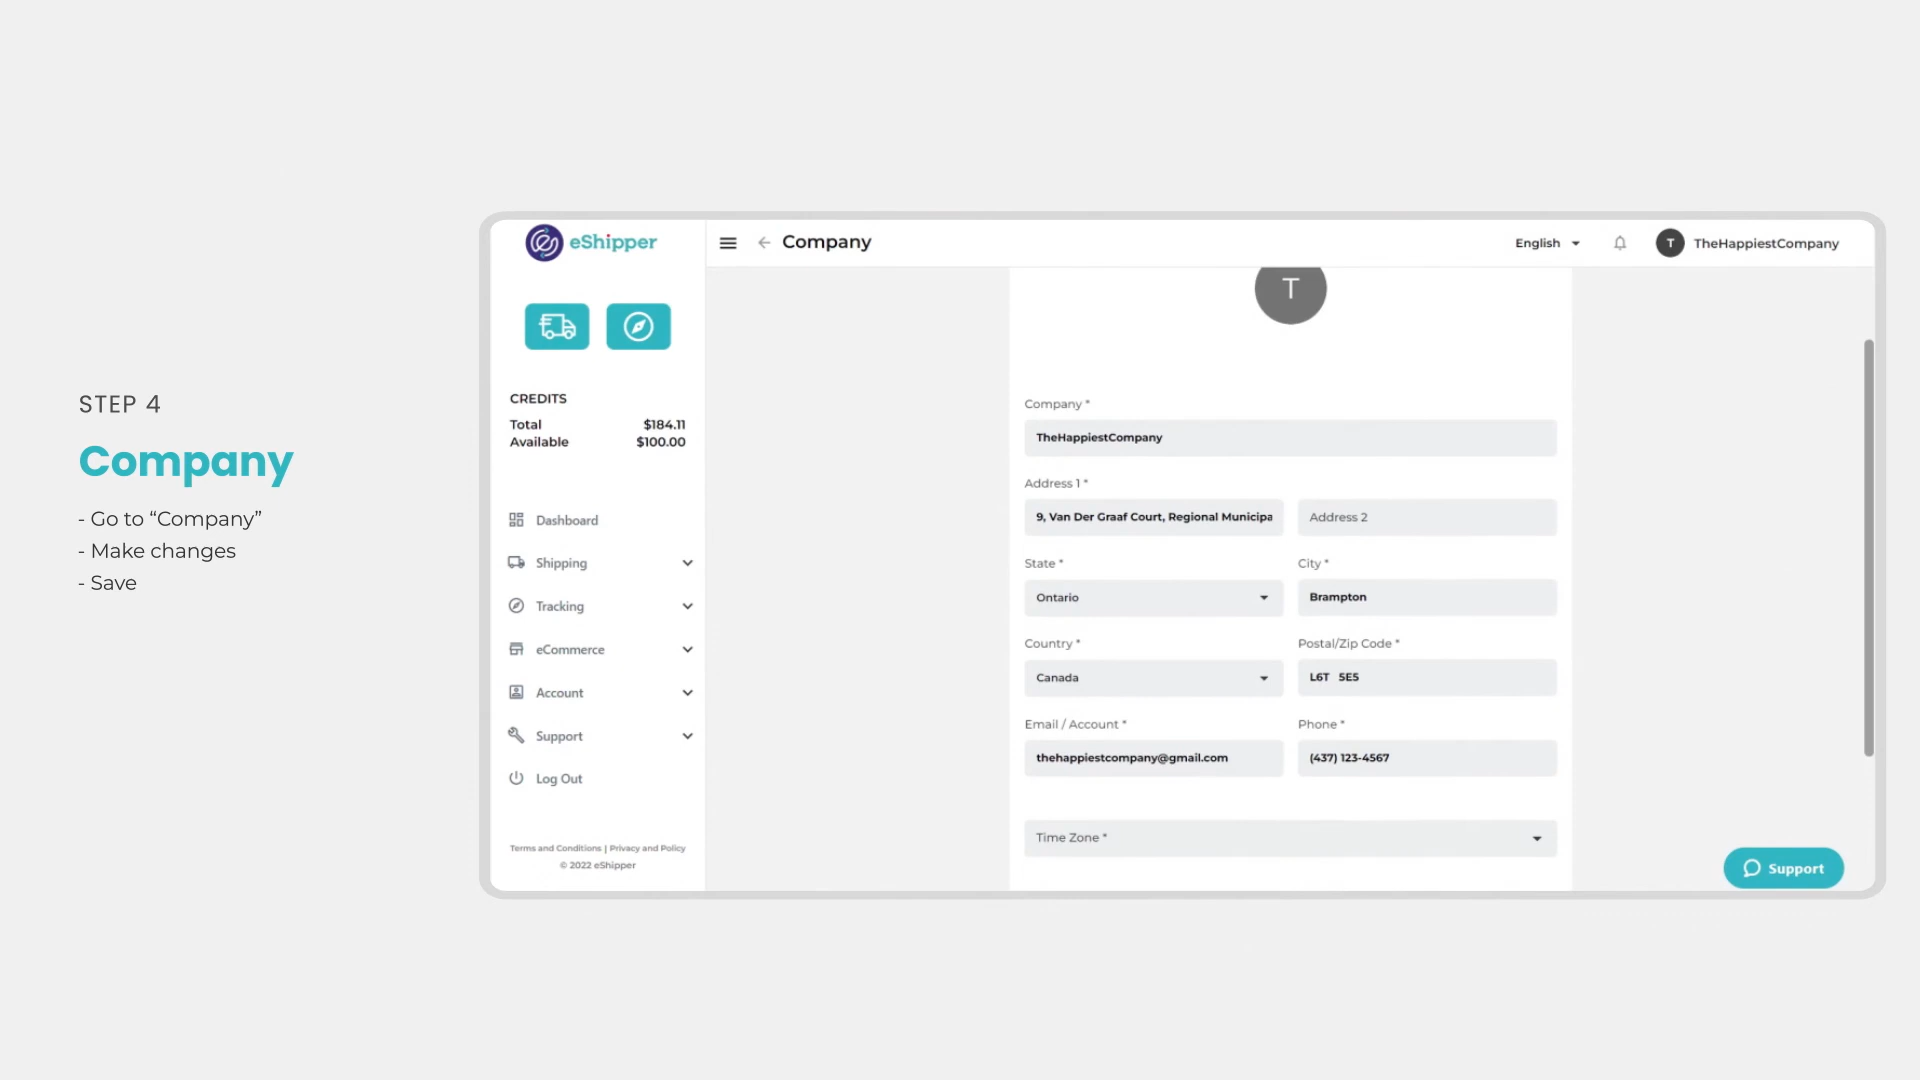 STEP 4
Company
- Go to “Company”
- Make changes
- Save
eShipper
Company
English
T
TheHappiestCompany
T
CREDITS
Total $184.11
Available $100.00
Dashboard
Shipping
Tracking
eCommerce
Account
Support
Log Out
Terms and Conditions | Privacy and Policy
© 2022 eShipper
Company *
TheHappiestCompany
Address 1 *
9, Van Der Graaf Court, Regional Municipa
Address 2
State *
City *
Ontario
Brampton
Country *
Postal/Zip Code *
Canada
L6T 5E5
Email / Account *
Phone *
thehappiestcompany@gmail.com
(437) 123-4567
Time Zone *
Support